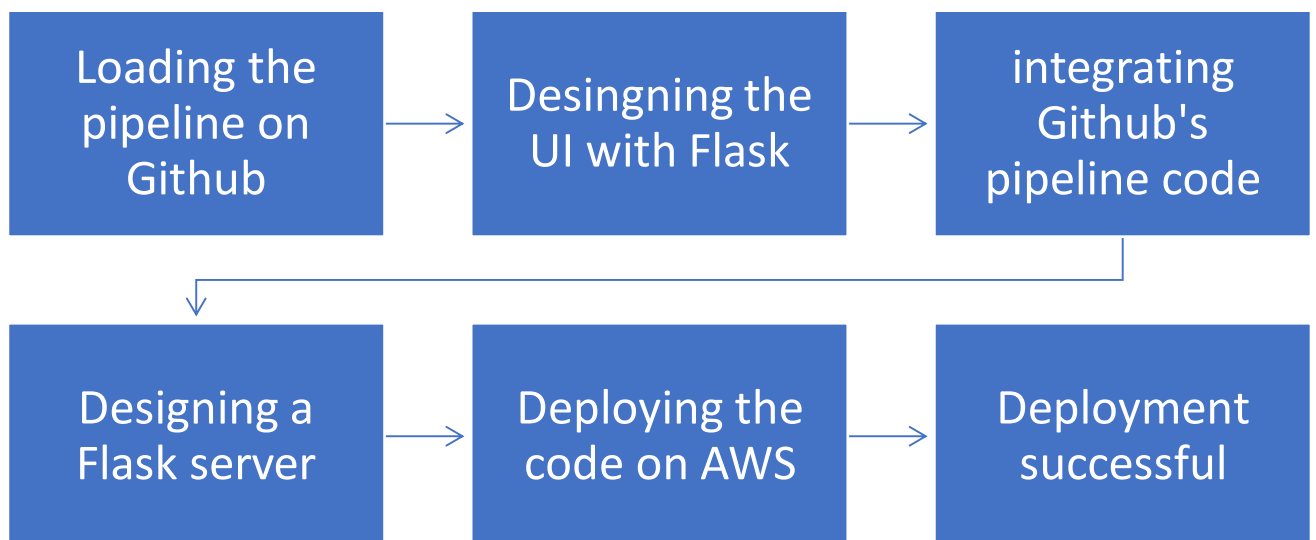 Loading the
pipeline on
Github
Desingning the
UI with Flask
integrating
Github's
pipeline code
Designing a
Flask server
Deploying the
code on AWS
Deployment
successful